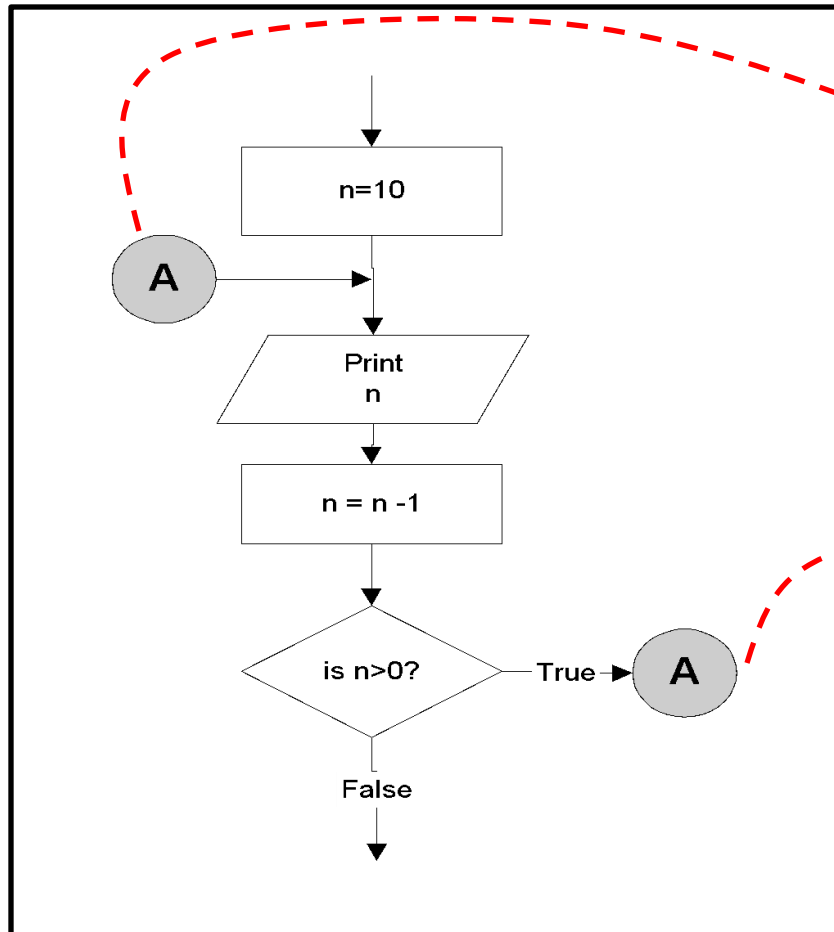 n=10
A
Print
n
n = n -1
is n>0?
True
A
False